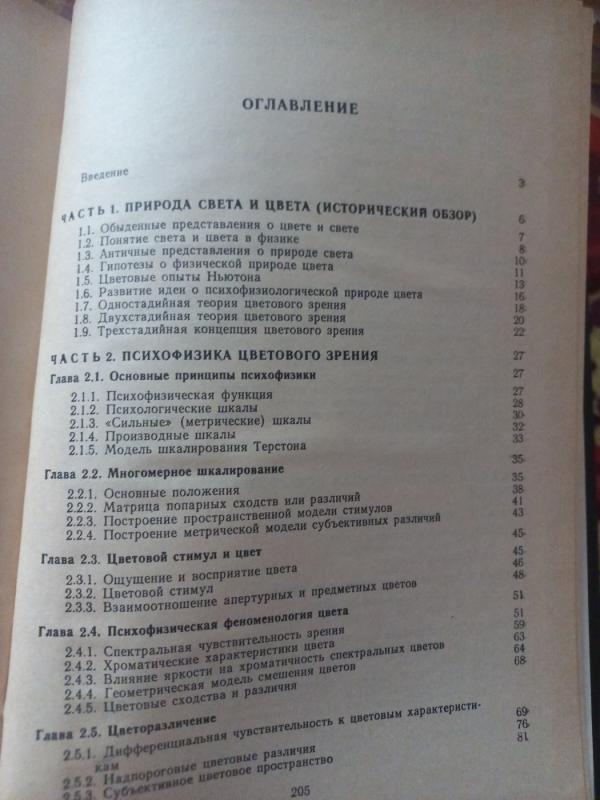 ОГЛАВЛЕНИЕ
Введение 3
ЧАСТЬ 1. ПРИРОДА СВЕТА И ЦВЕТА (ИСТОРИЧЕСКИЙ ОБЗОР) 6
1.1. Обыденные представления о цвете и свете 7
1.2. Понятие света и цвета в физике 8
1.3. Античные представления о природе света 10
1.4. Гипотезы о физической природе цвета 11
1.5. Цветовые опыты Ньютона 13
1.6. Развитие идеи о психофизиологической природе цвета 16
1.7. Одностадийная теория цветового зрения 18
1.8. Двухстадийная теория цветового зрения 20
1.9. Трехстадийная концепция цветового зрения 22
ЧАСТЬ 2. ПСИХОФИЗИКА ЦВЕТОВОГО ЗРЕНИЯ 27
Глава 2.1. Основные принципы психофизики 27
2.1.1. Психофизическая функция 27
2.1.2. Психологические шкалы 28
2.1.3. «Сильные» (метрические) шкалы 30
2.1.4. Производные шкалы 32
2.1.5. Модель шкалирования Терстона 33
Глава 2.2. Многомерное шкалирование 35
2.2.1. Основные положения 35
2.2.2. Матрица попарных сходств или различий 38
2.2.3. Построение пространственной модели стимулов 41
2.2.4. Построение метрической модели субъективных различий 43
Глава 2.3. Цветовой стимул и цвет 45
2.3.1. Ощущение и восприятие цвета 45
2.3.2. Цветовой стимул 46
2.3.3. Взаимоотношение апертурных и предметных цветов 48
Глава 2.4. Психофизическая феноменология цвета 51
2.4.1. Спектральная чувствительность зрения 51
2.4.2. Хроматические характеристики цвета 59
2.4.3. Влияние яркости на хроматичность спектральных цветов 63
2.4.4. Геометрическая модель смешения цветов 64
2.4.5. Цветовые сходства и различия 68
Глава 2.5. Цветоразличение 69
2.5.1. Дифференциальная чувствительность к цветовым характеристи-
кам 69
2.5.2. Надпороговые цветовые различия 76
2.5.3. Субъективное цветовое пространство 81
205